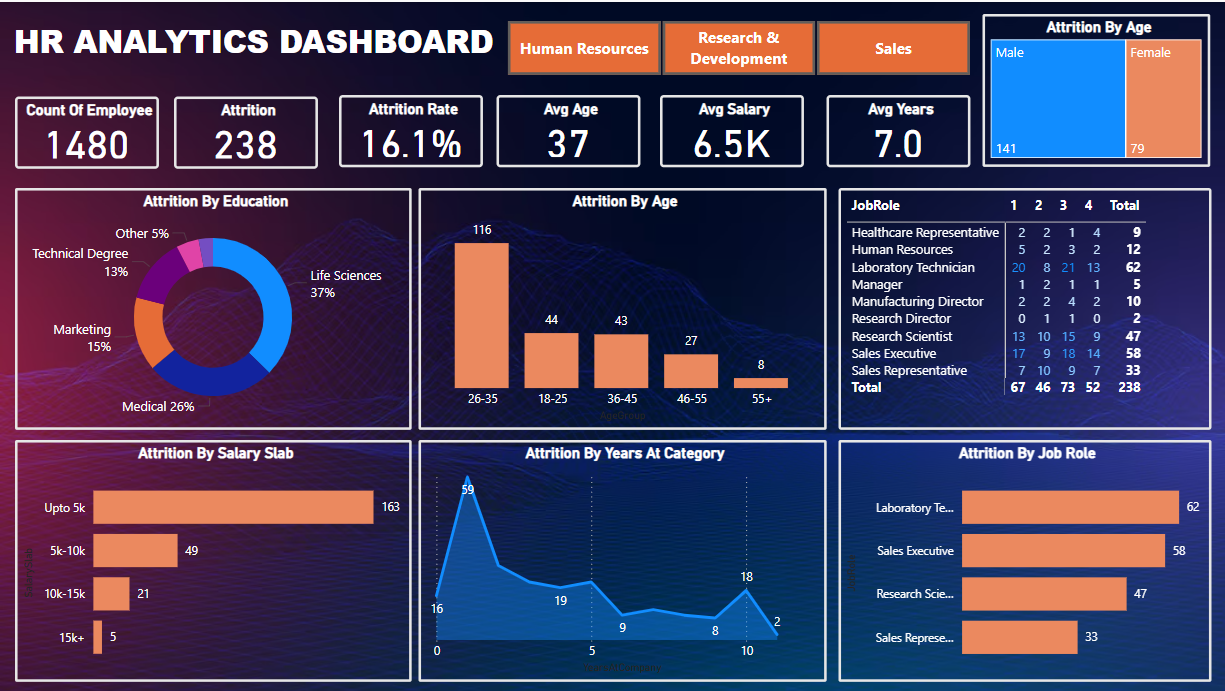 HR ANALYTICS DASHBOARD
Human Resources
Research &
Development
Sales
Attrition By Age
Male
Female
141
79
Count Of Employee
1480
Attrition
238
Attrition Rate
16.1%
Avg Age
37
Avg Salary
6.5K
Avg Years
7.0
Attrition By Education
Other 5%
Technical Degree
13%
Life Sciences
37%
Marketing
15%
Medical 26%
Attrition By Age
116
44
43
27
8
26-35
18-25
36-45
46-55
55+
AgeGroup
JobRole 1 2 3 4 Total
Healthcare Representative 2 2 1 4 9
Human Resources 5 2 3 2 12
Laboratory Technician 20 8 21 13 62
Manager 1 2 1 1 5
Manufacturing Director 2 2 4 2 10
Research Director 0 1 1 0 2
Research Scientist 13 10 15 9 47
Sales Executive 17 9 18 14 58
Sales Representative 7 10 9 7 33
Total 67 46 73 52 238
Attrition By Salary Slab
Upto 5k 163
5k-10k 49
10k-15k 21
15k+ 5
Attrition By Years At Category
59
16
19
9
8
18
2
0
5
10
Attrition By Job Role
Laboratory Te... 62
Sales Executive 58
Research Scie... 47
Sales Represe... 33